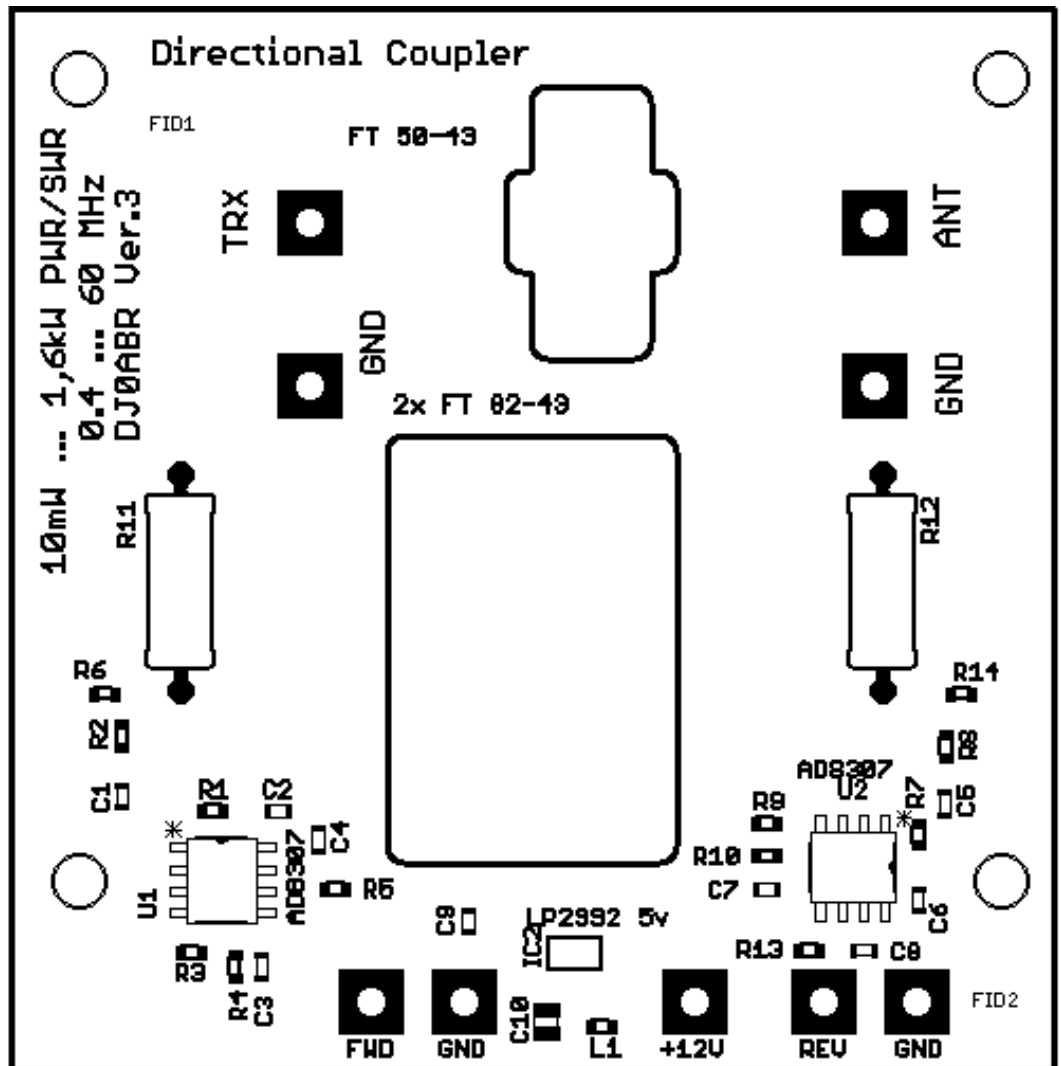 Directional Coupler
FID1
FT 50-43
10mW ... 1,6kW PWR/SWR
0.4 ... 60 MHz
DJ0ABR Ver.3
TRX
ANT
GND
GND
2x FT 82-43
R11
R12
R6
R14
R2
R8
AD8307
U2
R1
C2
C1
R9
R7
C5
C4
AD8307
R10
U1
R5
C7
C6
C9
LP2992 5v
IC2
R3
R4
C3
R13
C8
C10
FID2
FWD
GND
L1
+12V
REV
GND